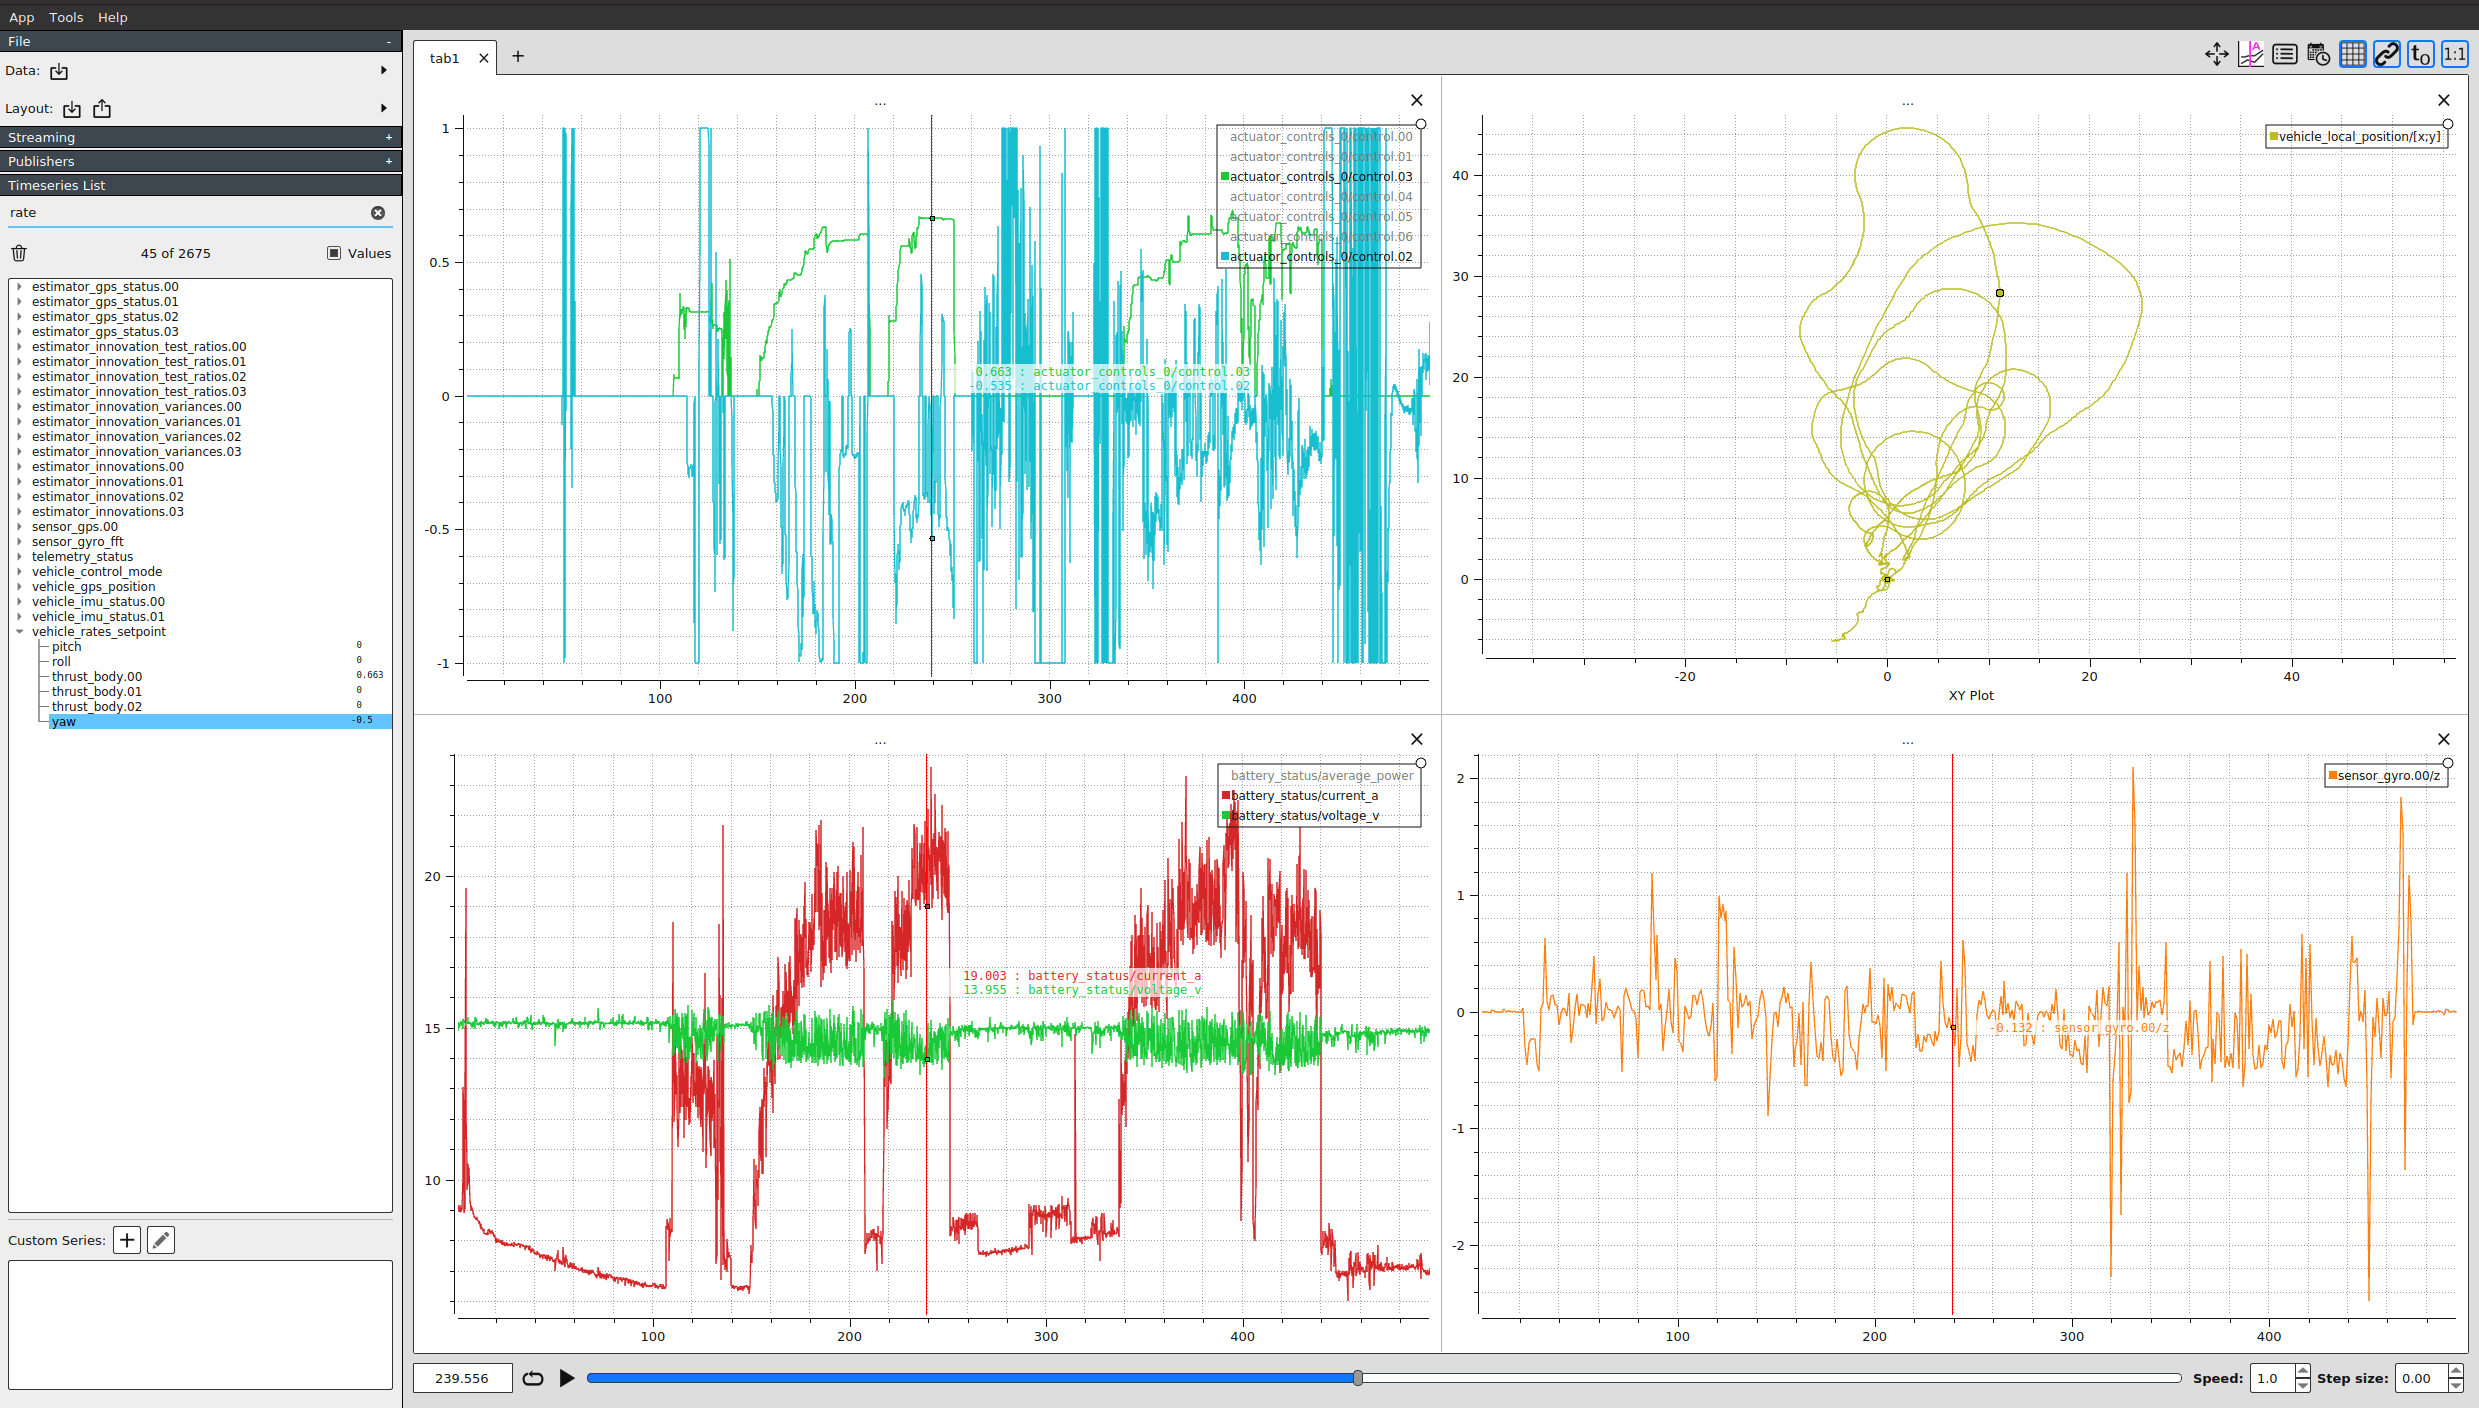 App Tools Help
File -
Data:
Layout:
Streaming +
Publishers +
Timeseries List
rate
45 of 2675 Values
estimator_gps_status.00
estimator_gps_status.01
estimator_gps_status.02
estimator_gps_status.03
estimator_innovation_test_ratios.00
estimator_innovation_test_ratios.01
estimator_innovation_test_ratios.02
estimator_innovation_test_ratios.03
estimator_innovation_variances.00
estimator_innovation_variances.01
estimator_innovation_variances.02
estimator_innovation_variances.03
estimator_innovations.00
estimator_innovations.01
estimator_innovations.02
estimator_innovations.03
sensor_gps.00
sensor_gyro_fft
telemetry_status
vehicle_control_mode
vehicle_gps_position
vehicle_imu_status.00
vehicle_imu_status.01
vehicle_rates_setpoint
pitch 0
roll 0
thrust_body.00 0.663
thrust_body.01 0
thrust_body.02 0
yaw -0.5
Custom Series: +
tab1 +
A
t0
1:1
...
1
0.5
0
-0.5
-1
100 200 300 400
actuator_controls_0/control.00
actuator_controls_0/control.01
actuator_controls_0/control.03
actuator_controls_0/control.04
actuator_controls_0/control.05
actuator_controls_0/control.06
actuator_controls_0/control.02
0.663 : actuator_controls_0/control.03
-0.535 : actuator_controls_0/control.02
...
vehicle_local_position/[x;y]
40
30
20
10
0
-20 0 20 40
XY Plot
...
battery_status/average_power
battery_status/current_a
battery_status/voltage_v
20
15
10
19.003 : battery_status/current_a
13.955 : battery_status/voltage_v
100 200 300 400
...
sensor_gyro.00/z
2
1
0
-1
-2
-0.132 : sensor_gyro.00/z
100 200 300 400
239.556 Speed: 1.0 Step size: 0.00